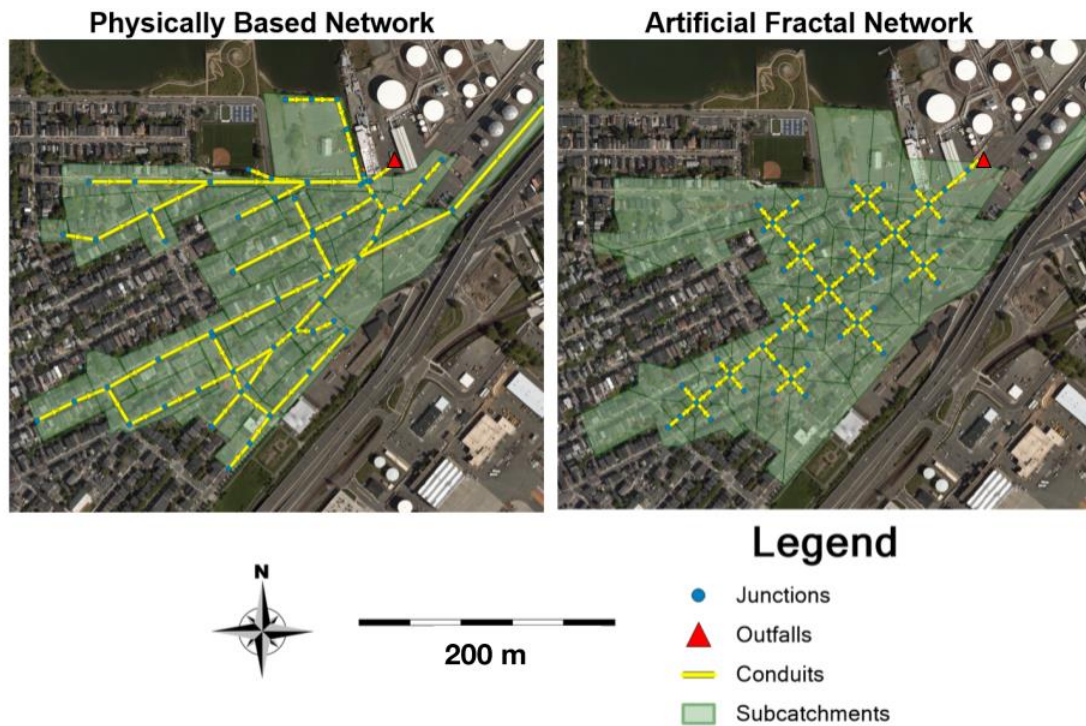 Physically Based Network
Artificial Fractal Network
N
200 m
Legend
Junctions
Outfalls
Conduits
Subcatchments